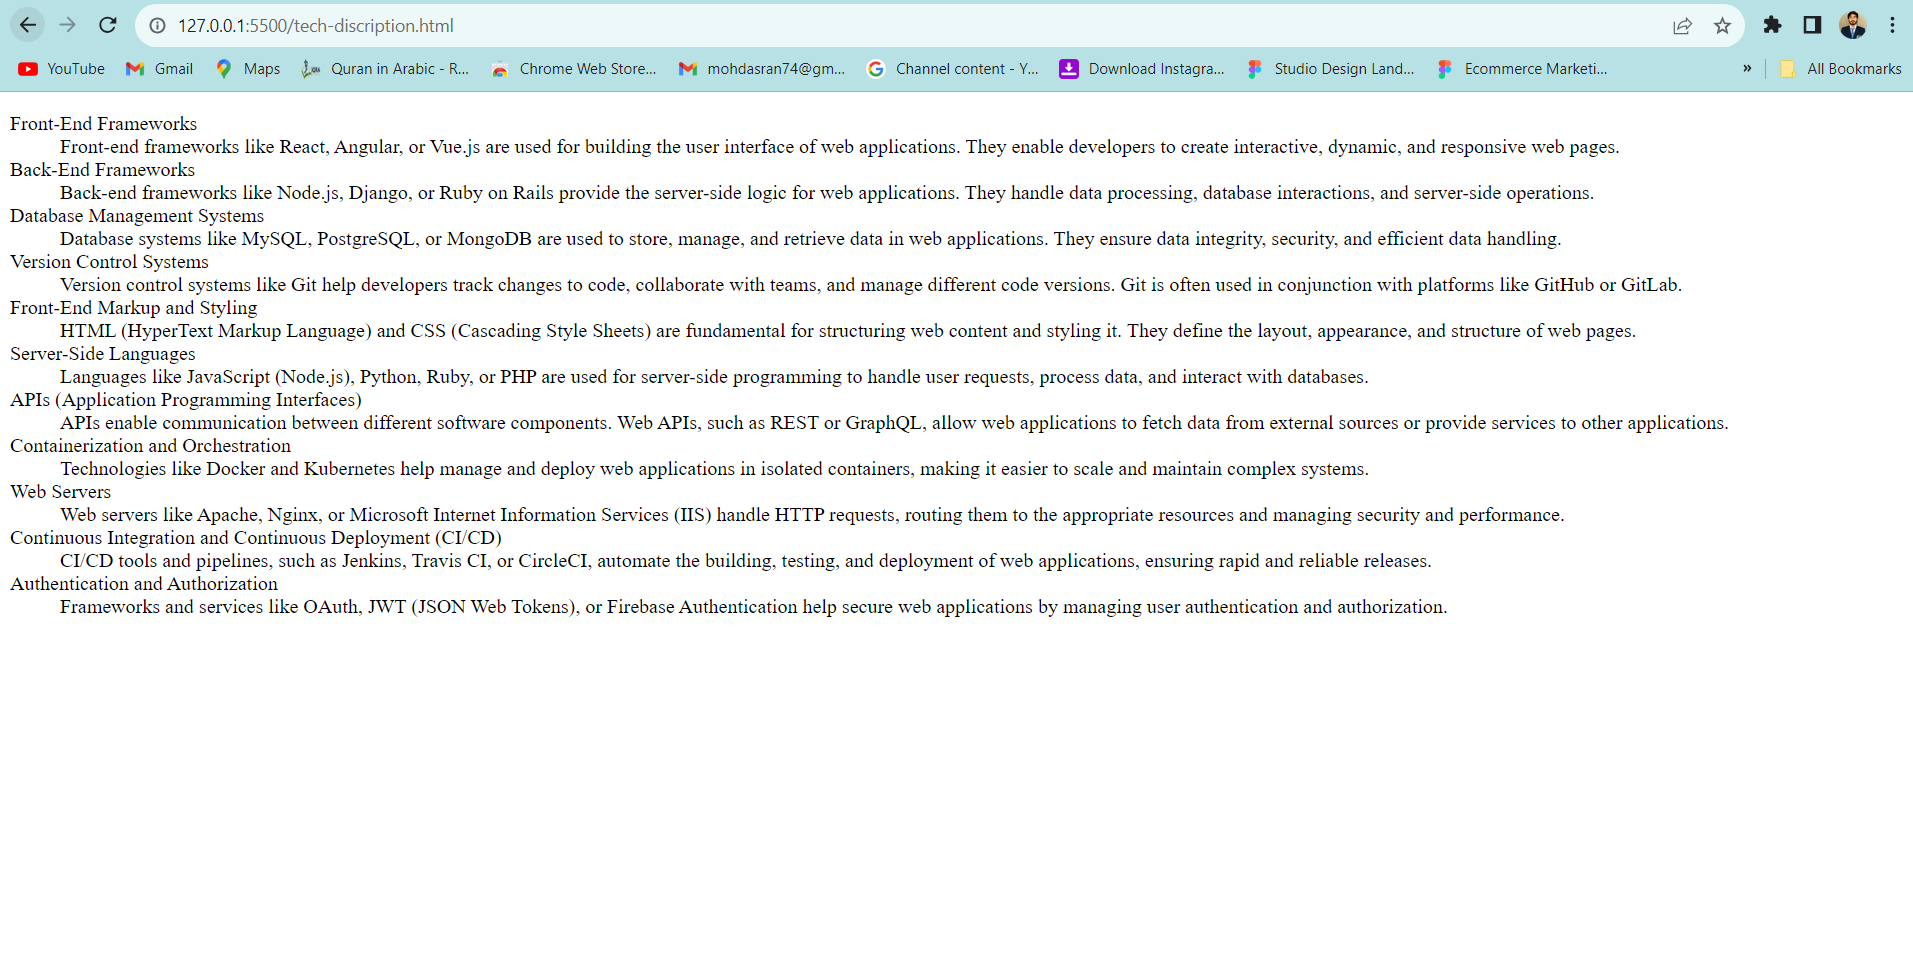 127.0.0.1:5500/tech-discription.html
YouTube Gmail Maps Quran in Arabic - R... Chrome Web Store... mohdasran74@gm... Channel content - Y... Download Instagra... Studio Design Land... Ecommerce Marketi... » All Bookmarks
Front-End Frameworks
Front-end frameworks like React, Angular, or Vue.js are used for building the user interface of web applications. They enable developers to create interactive, dynamic, and responsive web pages.
Back-End Frameworks
Back-end frameworks like Node.js, Django, or Ruby on Rails provide the server-side logic for web applications. They handle data processing, database interactions, and server-side operations.
Database Management Systems
Database systems like MySQL, PostgreSQL, or MongoDB are used to store, manage, and retrieve data in web applications. They ensure data integrity, security, and efficient data handling.
Version Control Systems
Version control systems like Git help developers track changes to code, collaborate with teams, and manage different code versions. Git is often used in conjunction with platforms like GitHub or GitLab.
Front-End Markup and Styling
HTML (HyperText Markup Language) and CSS (Cascading Style Sheets) are fundamental for structuring web content and styling it. They define the layout, appearance, and structure of web pages.
Server-Side Languages
Languages like JavaScript (Node.js), Python, Ruby, or PHP are used for server-side programming to handle user requests, process data, and interact with databases.
APIs (Application Programming Interfaces)
APIs enable communication between different software components. Web APIs, such as REST or GraphQL, allow web applications to fetch data from external sources or provide services to other applications.
Containerization and Orchestration
Technologies like Docker and Kubernetes help manage and deploy web applications in isolated containers, making it easier to scale and maintain complex systems.
Web Servers
Web servers like Apache, Nginx, or Microsoft Internet Information Services (IIS) handle HTTP requests, routing them to the appropriate resources and managing security and performance.
Continuous Integration and Continuous Deployment (CI/CD)
CI/CD tools and pipelines, such as Jenkins, Travis CI, or CircleCI, automate the building, testing, and deployment of web applications, ensuring rapid and reliable releases.
Authentication and Authorization
Frameworks and services like OAuth, JWT (JSON Web Tokens), or Firebase Authentication help secure web applications by managing user authentication and authorization.